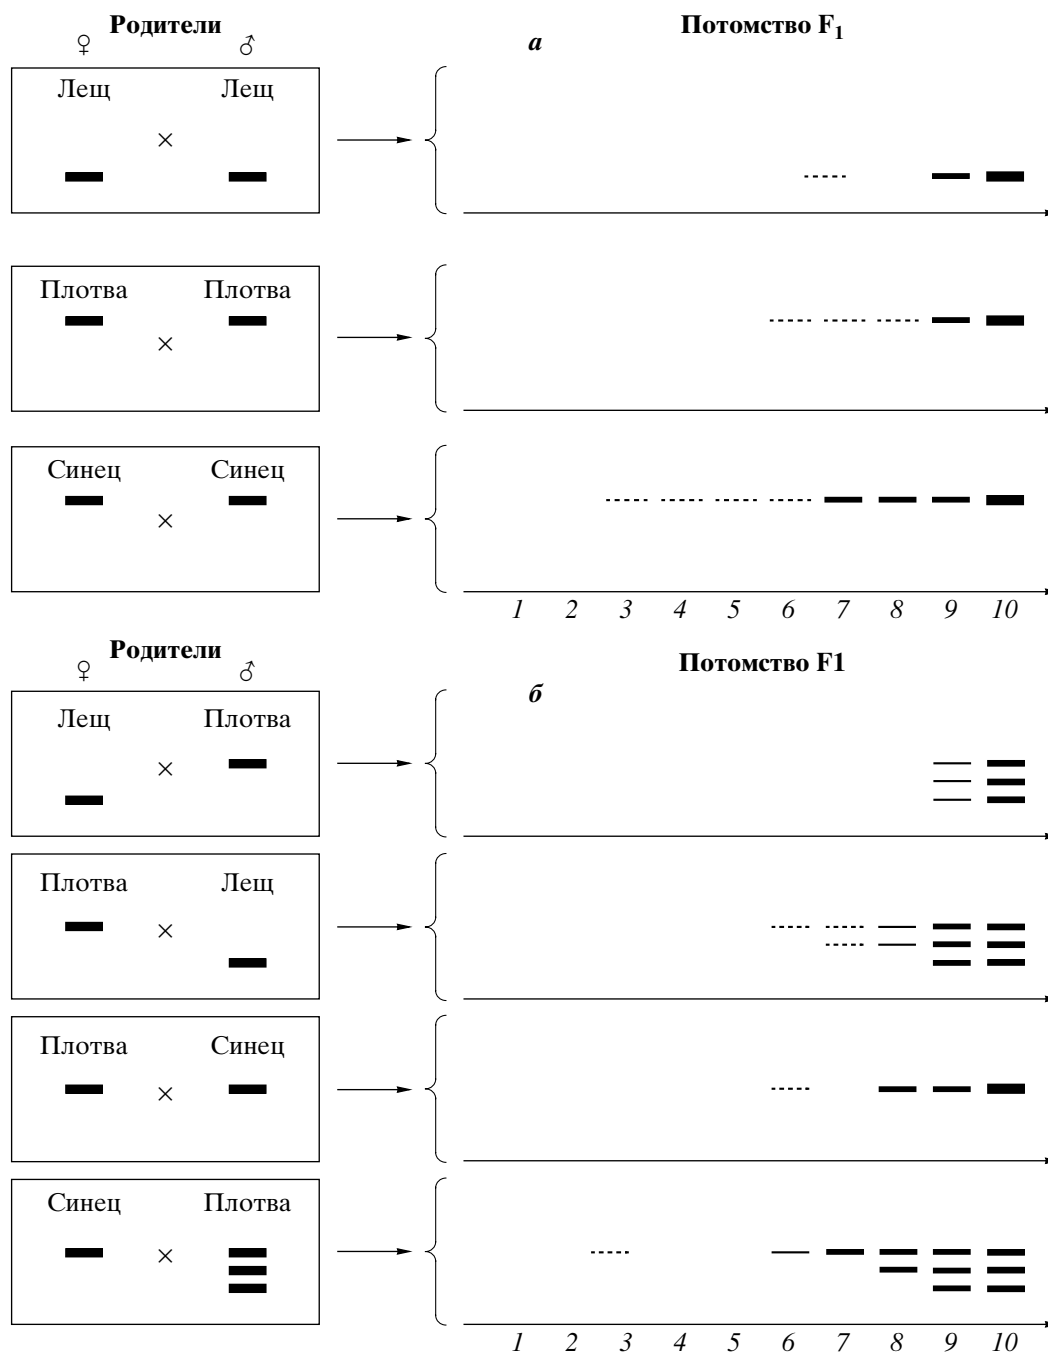 Родители Потомство F1
♀ ♂ а
Лещ Лещ
×
Плотва Плотва
×
Синец Синец
×
1 2 3 4 5 6 7 8 9 10
Родители Потомство F1
♀ ♂ б
Лещ Плотва
×
Плотва Лещ
×
Плотва Синец
×
Синец Плотва
×
1 2 3 4 5 6 7 8 9 10